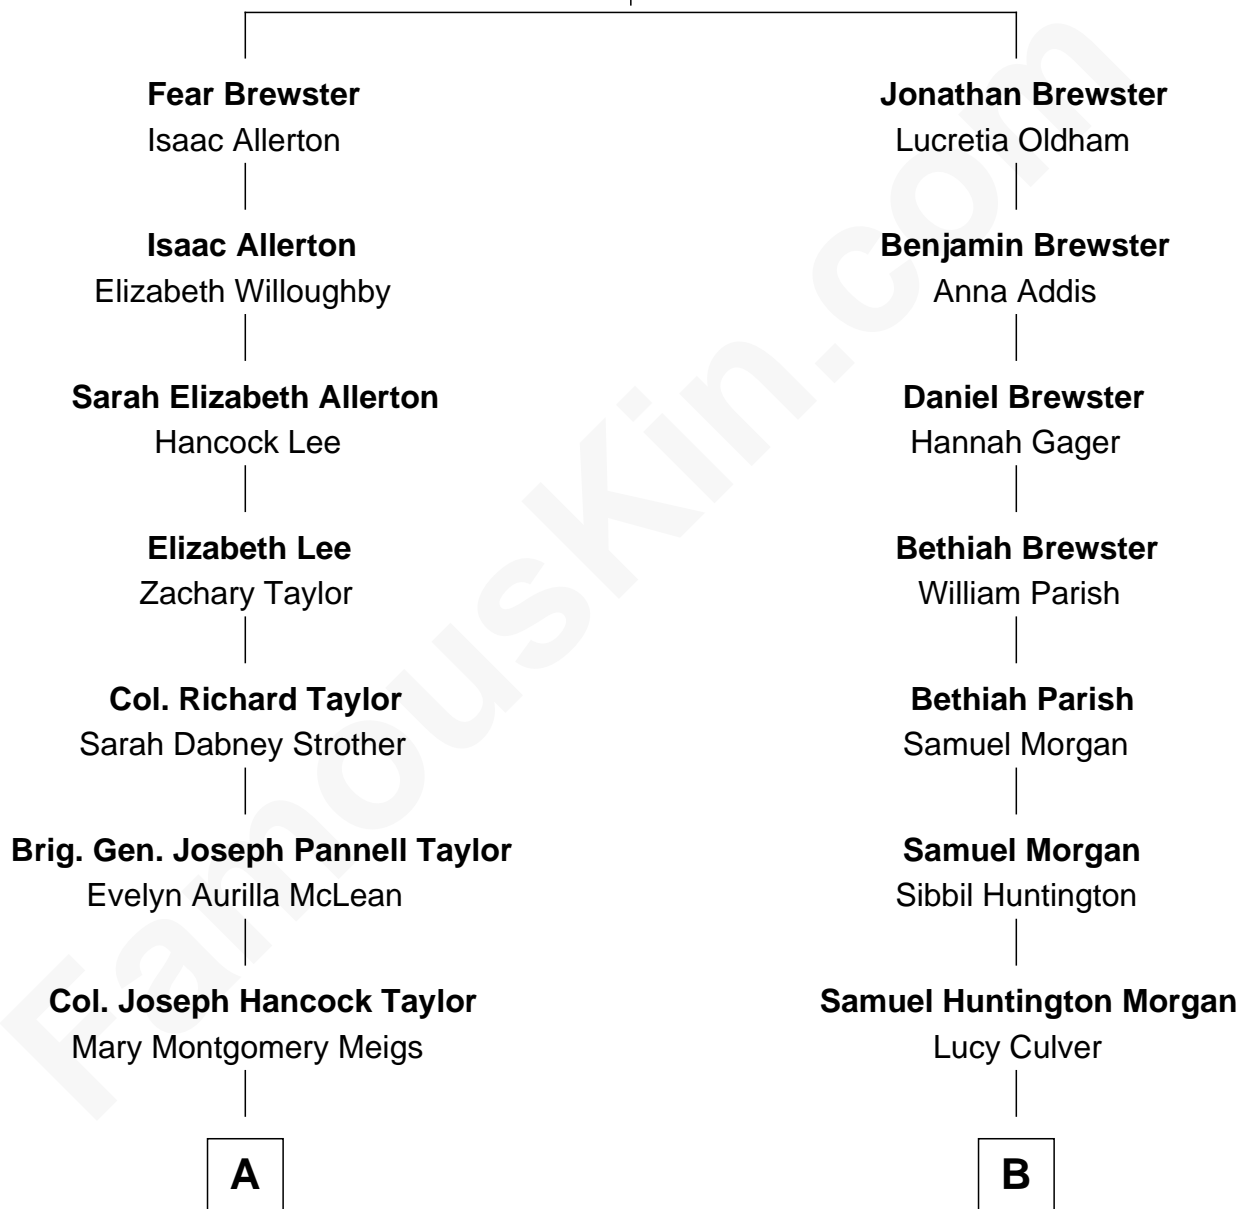 Fear Brewster
Isaac Allerton
Isaac Allerton
Elizabeth Willoughby
Sarah Elizabeth Allerton
Hancock Lee
Elizabeth Lee
Zachary Taylor
Col. Richard Taylor
Sarah Dabney Strother
Brig. Gen. Joseph Pannell Taylor
Evelyn Aurilla McLean
Col. Joseph Hancock Taylor
Mary Montgomery Meigs
A
Jonathan Brewster
Lucretia Oldham
Benjamin Brewster
Anna Addis
Daniel Brewster
Hannah Gager
Bethiah Brewster
William Parish
Bethiah Parish
Samuel Morgan
Samuel Morgan
Sibbil Huntington
Samuel Huntington Morgan
Lucy Culver
B
FamousKin.com